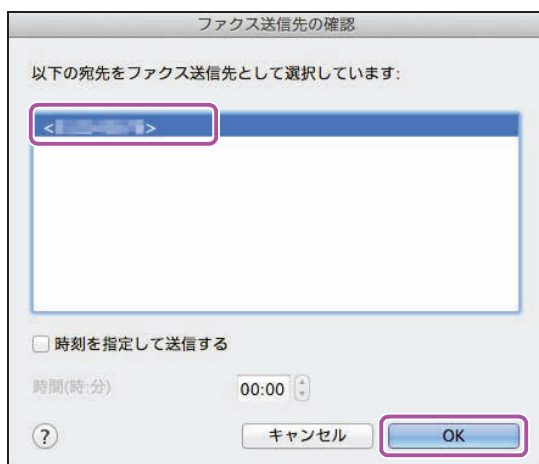 ファクス送信先の確認
以下の宛先をファクス送信先として選択しています:
< >
時刻を指定して送信する
時間(時:分) 00:00
? キャンセル OK